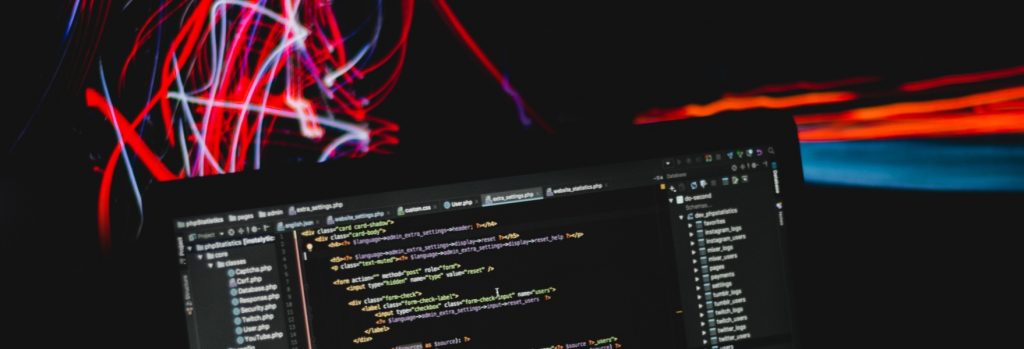 phpStatistics pages admin extra_settings.php
Project
english.json website_settings.php custom.css User.php extra_settings.php website_statistics.php
phpStatistics
core
classes
Captcha.php
Csrf.php
Database.php
Response.php
Security.php
Twitch.php
User.php
YouTube.php
<div class="card card-shadow">
<div class="card-body">
$language->admin_extra_settings->header; ?></h4>
<h5><?= $language->admin_extra_settings->display->reset ?></h5>
<p class="text-muted"><?= $language->admin_extra_settings->display->reset_help ?></p>
<form action="" method="post" role="form">
<input type="hidden" name="type" value="reset" />
<div class="form-check">
<label class="form-check-label">
<input type="checkbox" class="form-check-input" name="users">
<?= $language->admin_extra_settings->input->reset_users ?>
</label>
</div>
as $source): ?>
Database
do-second
Schemas...
dev_phpstatistics
favorites
instagram_logs
instagram_users
mixer_logs
mixer_users
pages
payments
settings
tumblr_logs
tumblr_users
twitch_logs
twitch_users
twitter_logs
twitter_users
users